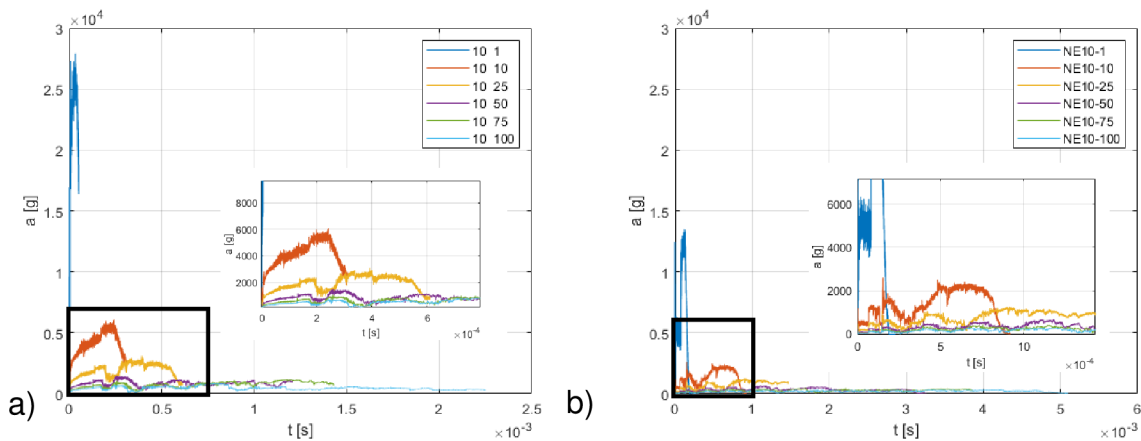 ×10⁴
3
2.5
2
1.5
1
0.5
0
a [g]
10 1
10 10
10 25
10 50
10 75
10 100
8000
6000
4000
2000
a [g]
0 2 4 6
t [s]
×10⁻⁴
0 0.5 1 1.5 2 2.5
t [s]
×10⁻³
a)
×10⁴
3
2.5
2
1.5
1
0.5
0
a [g]
NE10-1
NE10-10
NE10-25
NE10-50
NE10-75
NE10-100
6000
4000
2000
0
a [g]
0 5 10
t [s]
×10⁻⁴
0 1 2 3 4 5 6
t [s]
×10⁻³
b)